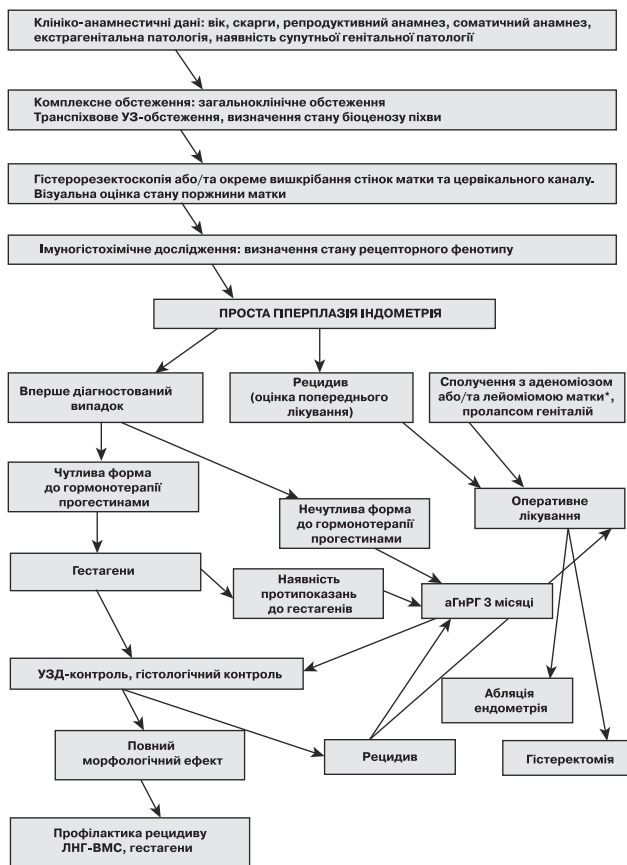 Клініко-анамнестичні дані: вік, скарги, репродуктивний анамнез, соматичний анамнез,
екстрагенітальна патологія, наявність супутньої генітальної патології
Комплексне обстеження: загальноклінічне обстеження
Транспіхвове УЗ-обстеження, визначення стану біоценозу піхви
Гістерорезектоскопія або/та окреме вишкрібання стінок матки та цервікального каналу.
Візуальна оцінка стану поржнини матки
Імуногістохімічне дослідження: визначення стану рецепторного фенотипу
ПРОСТА ГІПЕРПЛАЗІЯ ІНДОМЕТРІЯ
Вперше діагностований
випадок
Рецидив
(оцінка попереднього
лікування)
Сполучення з аденоміозом
або/та лейоміомою матки*,
пролапсом геніталій
Чутлива форма
до гормонотерапії
прогестинами
Нечутлива форма
до гормонотерапії
прогестинами
Оперативне
лікування
Гестагени
Наявність
протипоказань
до гестагенів
аГнРГ 3 місяці
УЗД-контроль, гістологічний контроль
Абляція
ендометрія
Повний
морфологічний ефект
Рецидив
Гістеректомія
Профілактика рецидиву
ЛНГ-ВМС, гестагени